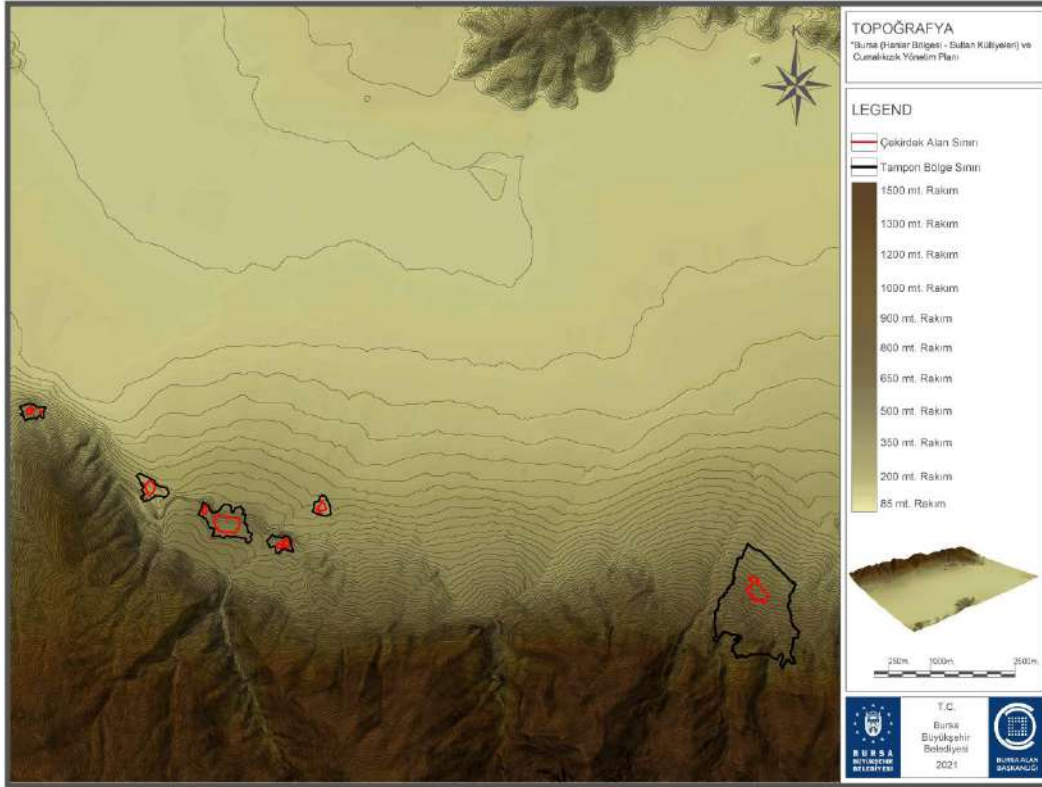 K
TOPOĞRAFYA
"Bursa (Hanlar Bölgesi - Sultan Külliyeleri) ve
Cumalıkızık Yönetim Planı
LEGEND
Çekirdek Alan Sınırı
Tampon Bölge Sınırı
1500 mt. Rakım
1300 mt. Rakım
1200 mt. Rakım
1000 mt. Rakım
900 mt. Rakım
800 mt. Rakım
650 mt. Rakım
500 mt. Rakım
350 mt. Rakım
200 mt. Rakım
85 mt. Rakım
250m. 1000m. 2500m.
BURSA
BÜYÜKŞEHİR
BELEDİYESİ
T.C.
Bursa
Büyükşehir
Belediyesi
2021
BURSA ALAN
BAŞKANLIĞI